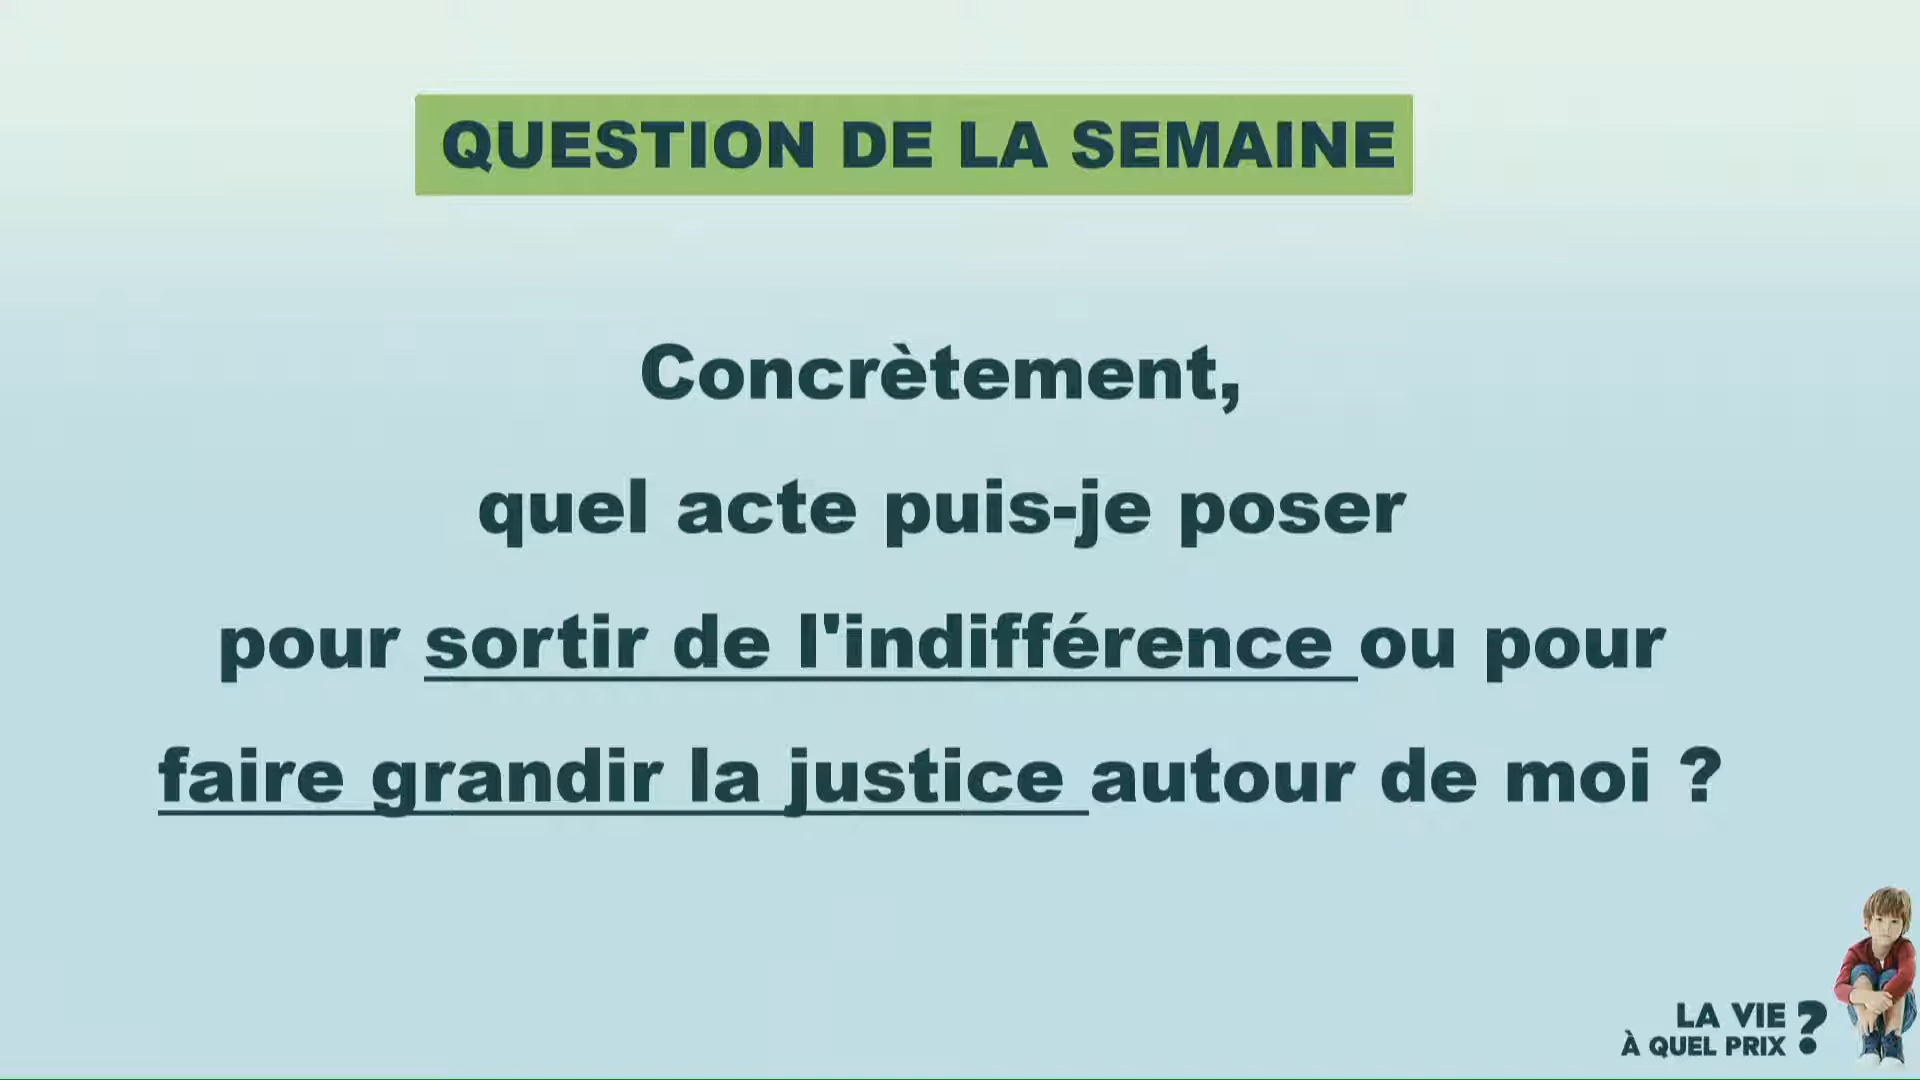 QUESTION DE LA SEMAINE
Concrètement,
quel acte puis-je poser
pour sortir de l'indifférence ou pour
faire grandir la justice autour de moi ?
LA VIE
À QUEL PRIX ?